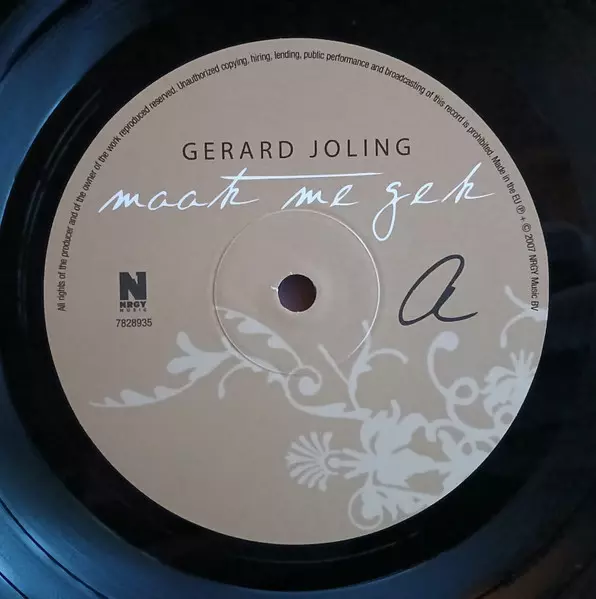 All rights of the producer and of the owner of the work reproduced reserved. Unauthorized copying, hiring, lending, public performance and broadcasting of this record is prohibited. Made in the EU ℗ + © 2007 NRGY Music BV
GERARD JOLING
maak me gek
N
NRGY
MUSIC
7828935
a